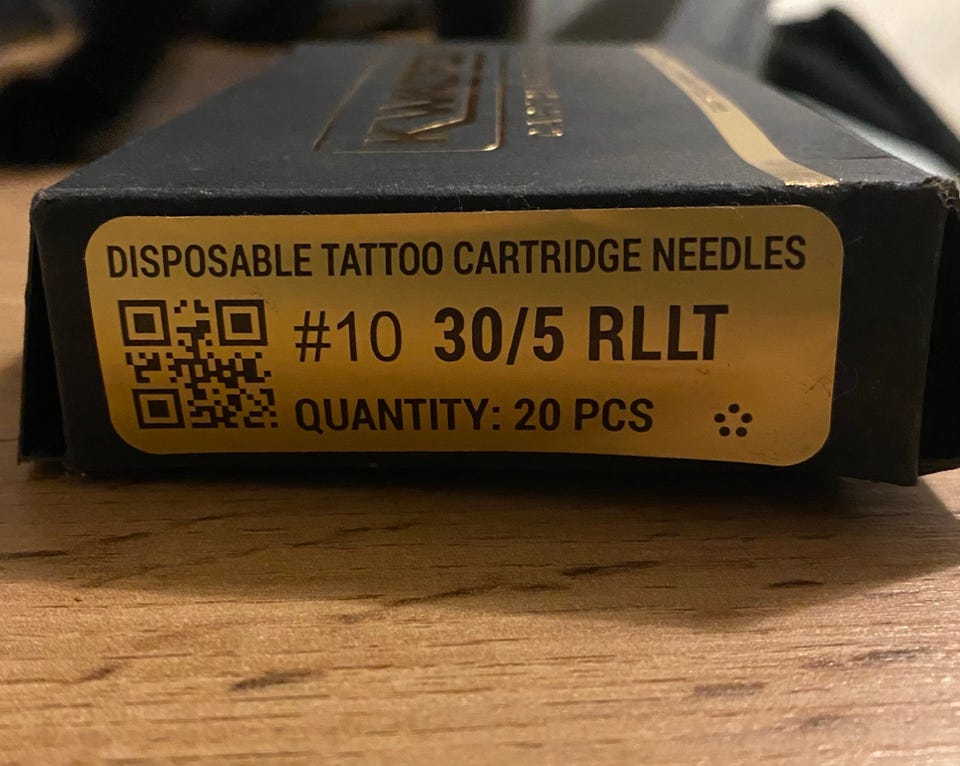 DISPOSABLE TATTOO CARTRIDGE NEEDLES
#10 30/5 RLLT
QUANTITY: 20 PCS